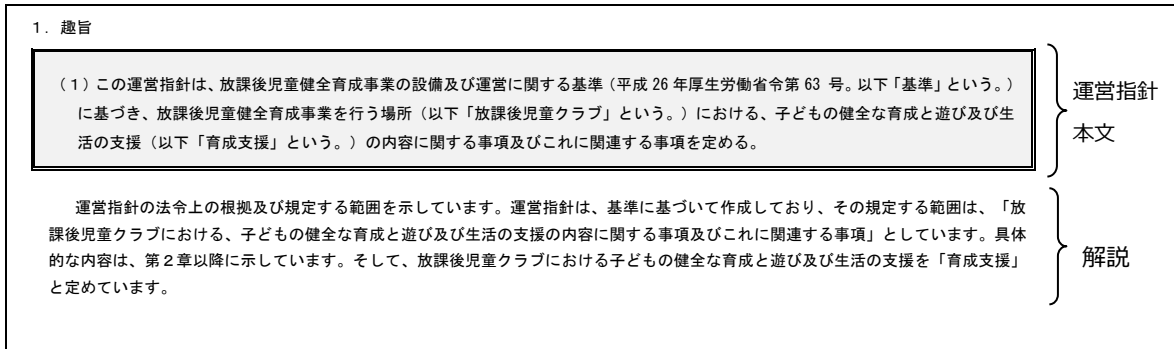 1．趣旨
（1）この運営指針は、放課後児童健全育成事業の設備及び運営に関する基準（平成 26 年厚生労働省令第 63 号。以下「基準」という。）
に基づき、放課後児童健全育成事業を行う場所（以下「放課後児童クラブ」という。）における、子どもの健全な育成と遊び及び生
活の支援（以下「育成支援」という。）の内容に関する事項及びこれに関連する事項を定める。
運営指針
本文
運営指針の法令上の根拠及び規定する範囲を示しています。運営指針は、基準に基づいて作成しており、その規定する範囲は、「放
課後児童クラブにおける、子どもの健全な育成と遊び及び生活の支援の内容に関する事項及びこれに関連する事項」としています。具体
的な内容は、第２章以降に示しています。そして、放課後児童クラブにおける子どもの健全な育成と遊び及び生活の支援を「育成支援」
と定めています。
解説